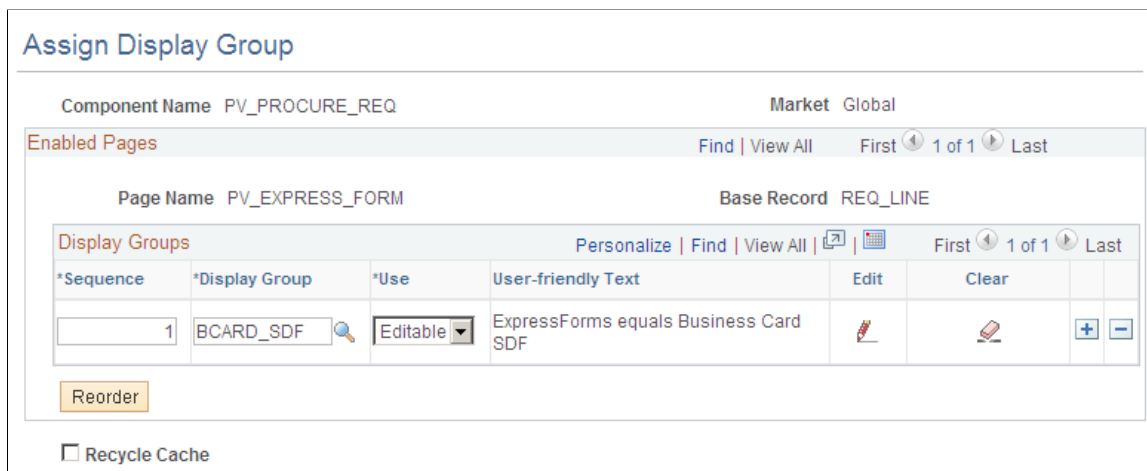 Assign Display Group
Component Name PV_PROCURE_REQ Market Global
Enabled Pages Find | View All First 1 of 1 Last
Page Name PV_EXPRESS_FORM Base Record REQ_LINE
Display Groups Personalize | Find | View All | | First 1 of 1 Last
*Sequence *Display Group *Use User-friendly Text Edit Clear
1 BCARD_SDF Editable ExpressForms equals Business Card
SDF
Reorder
Recycle Cache